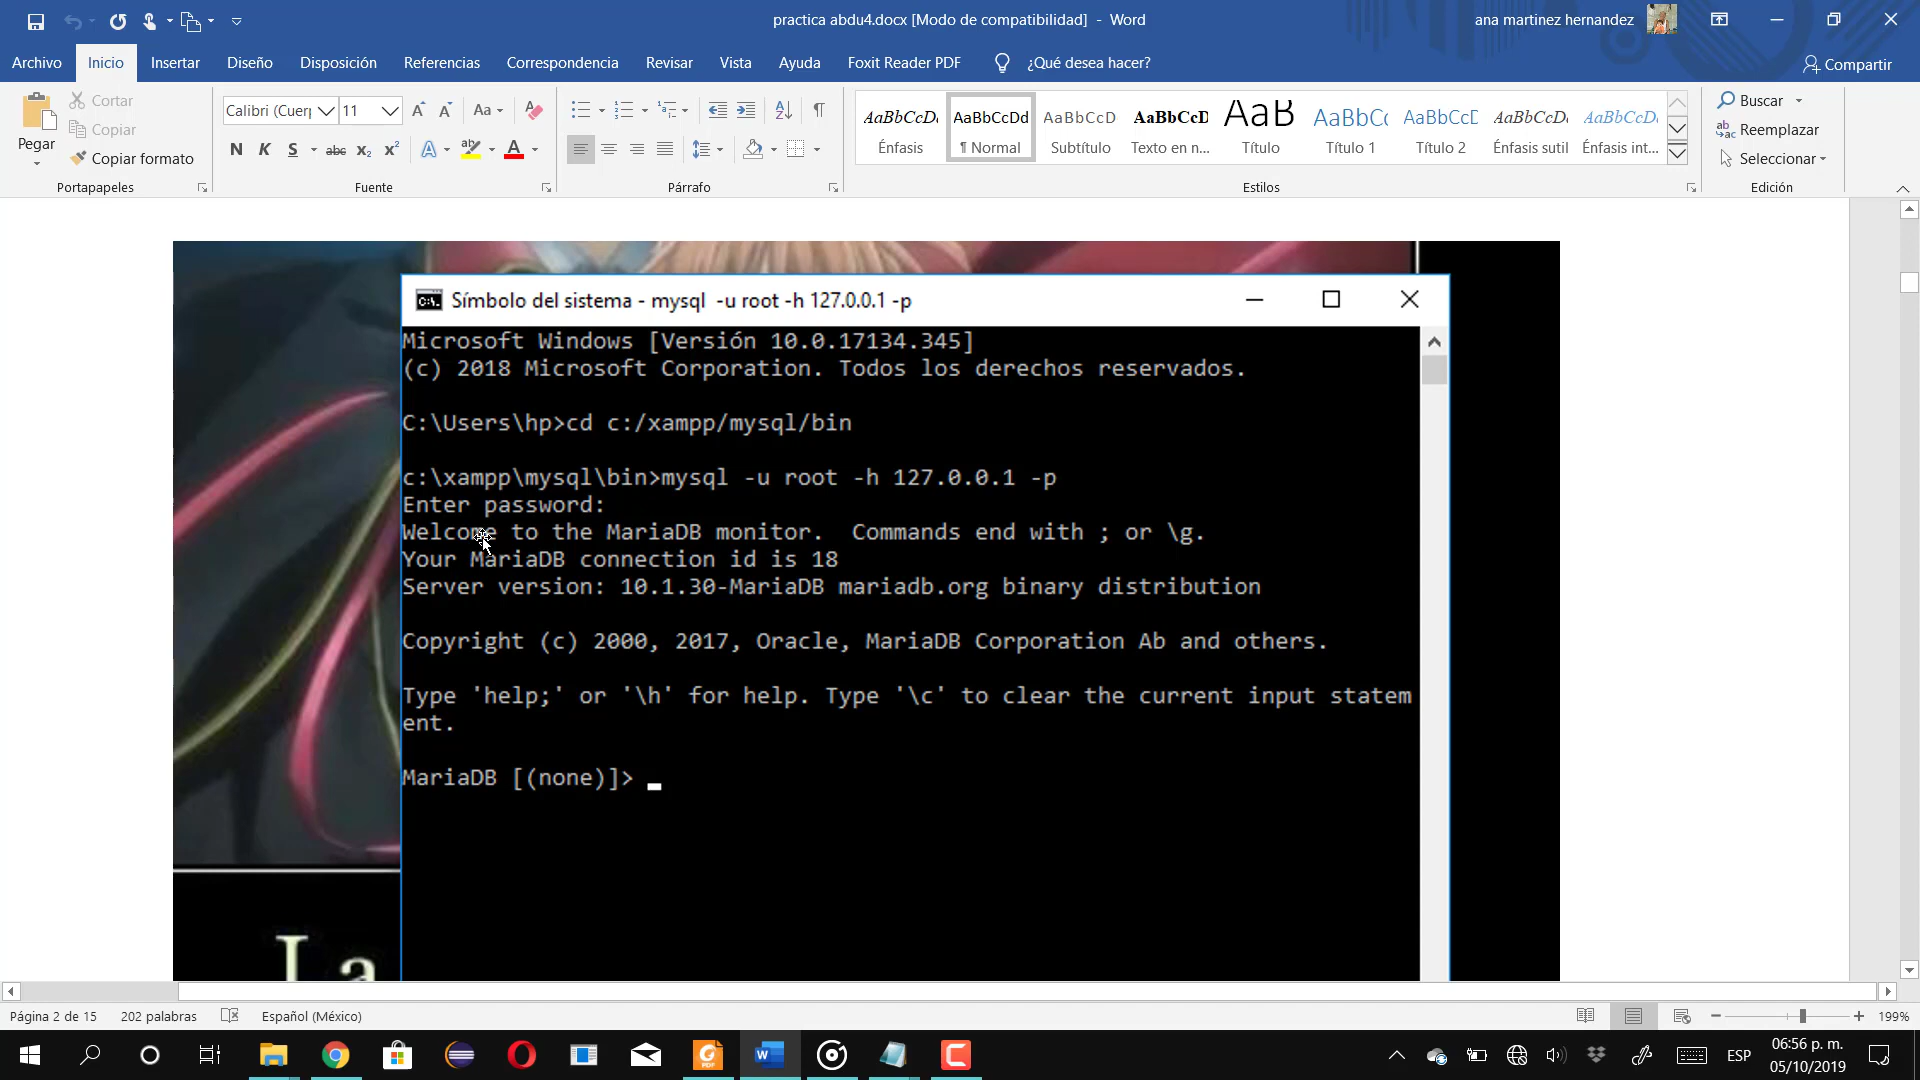 practica abdu4.docx [Modo de compatibilidad] - Word
ana martinez hernandez
Archivo Inicio Insertar Diseño Disposición Referencias Correspondencia Revisar Vista Ayuda Foxit Reader PDF ¿Qué desea hacer? Compartir
Pegar
Cortar
Copiar
Copiar formato
Portapapeles
Calibri (Cuerp 11
Aa
N K S abc x₂ x² A A
Fuente
Párrafo
AaBbCcDc AaBbCcDd AaBbCcD AaBbCcD AaB AaBbCc AaBbCcD AaBbCcDc AaBbCcDc
Énfasis ¶ Normal Subtítulo Texto en n... Título Título 1 Título 2 Énfasis sutil Énfasis int...
Estilos
Buscar
Reemplazar
Seleccionar
Edición
Símbolo del sistema - mysql -u root -h 127.0.0.1 -p
Microsoft Windows [Versión 10.0.17134.345]
(c) 2018 Microsoft Corporation. Todos los derechos reservados.
C:\Users\hp>cd c:/xampp/mysql/bin
c:\xampp\mysql\bin>mysql -u root -h 127.0.0.1 -p
Enter password:
Welcome to the MariaDB monitor. Commands end with ; or \g.
Your MariaDB connection id is 18
Server version: 10.1.30-MariaDB mariadb.org binary distribution
Copyright (c) 2000, 2017, Oracle, MariaDB Corporation Ab and others.
Type 'help;' or '\h' for help. Type '\c' to clear the current input statem
ent.
MariaDB [(none)]>
La
Página 2 de 15 202 palabras Español (México) 199%
ESP
06:56 p. m.
05/10/2019